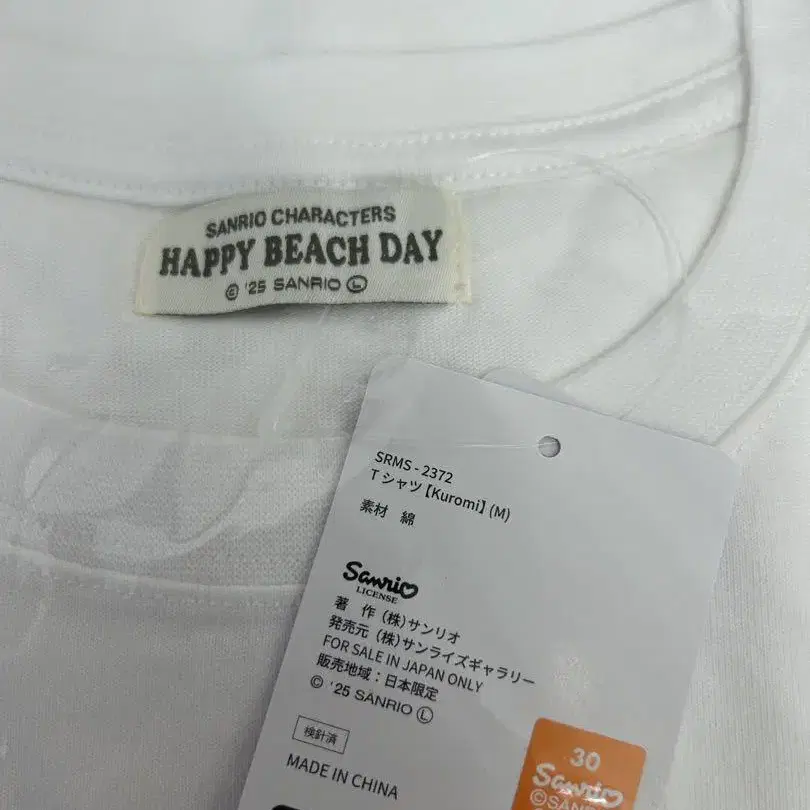 SANRIO CHARACTERS
HAPPY BEACH DAY
© '25 SANRIO Ⓛ
SRMS - 2372
Tシャツ【Kuromi】(M)
素材 綿
Sanrio
LICENSE
著 作 (株)サンリオ
発売元 (株)サンライズギャラリー
FOR SALE IN JAPAN ONLY
販売地域：日本限定
© '25 SANRIO Ⓛ
検針済
MADE IN CHINA
30
Sanrio